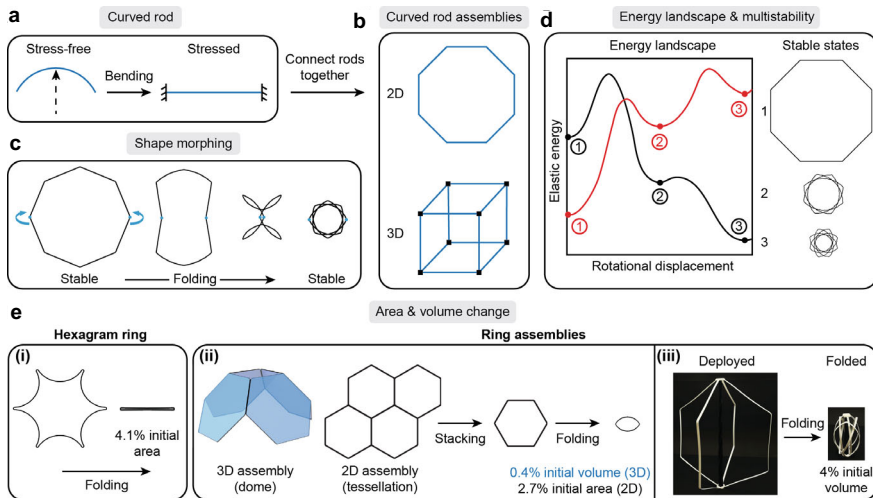 a
Curved rod
Stress-free
Stressed
Bending
Connect rods
together
b
Curved rod assemblies
2D
3D
c
Shape morphing
Stable
Folding
Stable
d
Energy landscape & multistability
Energy landscape
Stable states
Elastic energy
Rotational displacement
1
2
3
1
2
3
1
2
3
e
Area & volume change
Hexagram ring
(i)
4.1% initial
area
Folding
Ring assemblies
(ii)
3D assembly
(dome)
2D assembly
(tessellation)
Stacking
Folding
0.4% initial volume (3D)
2.7% initial area (2D)
(iii)
Deployed
Folded
Folding
4% initial
volume